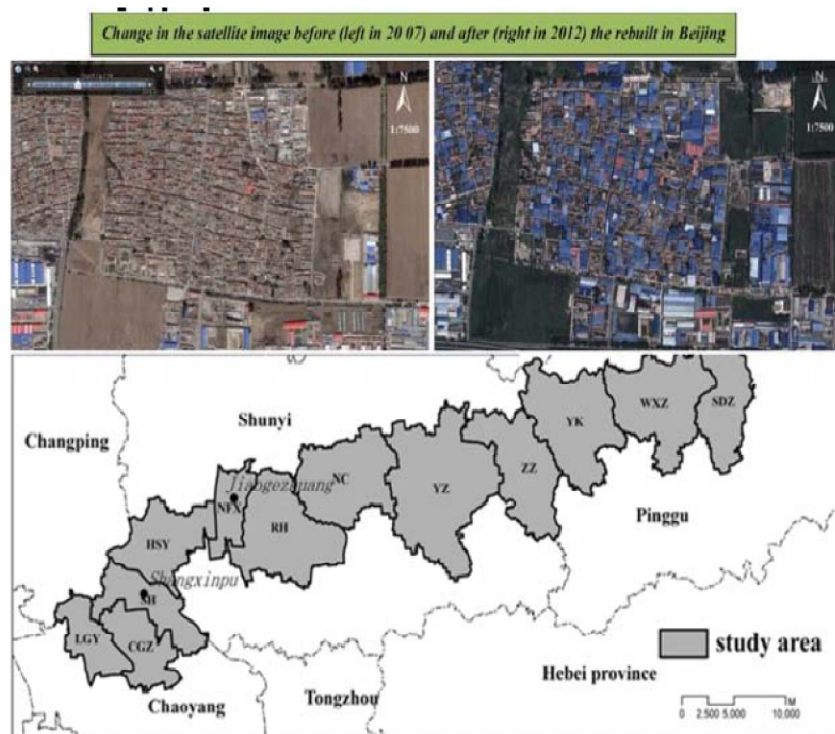 Change in the satellite image before (left in 20 07) and after (right in 2012) the rebuilt in Beijing
N
1:7500
N
1:7500
Shunyi
Changping
YK
WXZ
SDZ
NC
YZ
ZZ
Jiangezhuang
NFX
RH
Pinggu
HSY
Shangxinpu
LGY
CGZ
study area
Hebei province
Chaoyang
Tongzhou
M
0 2,500 5,000 10,000